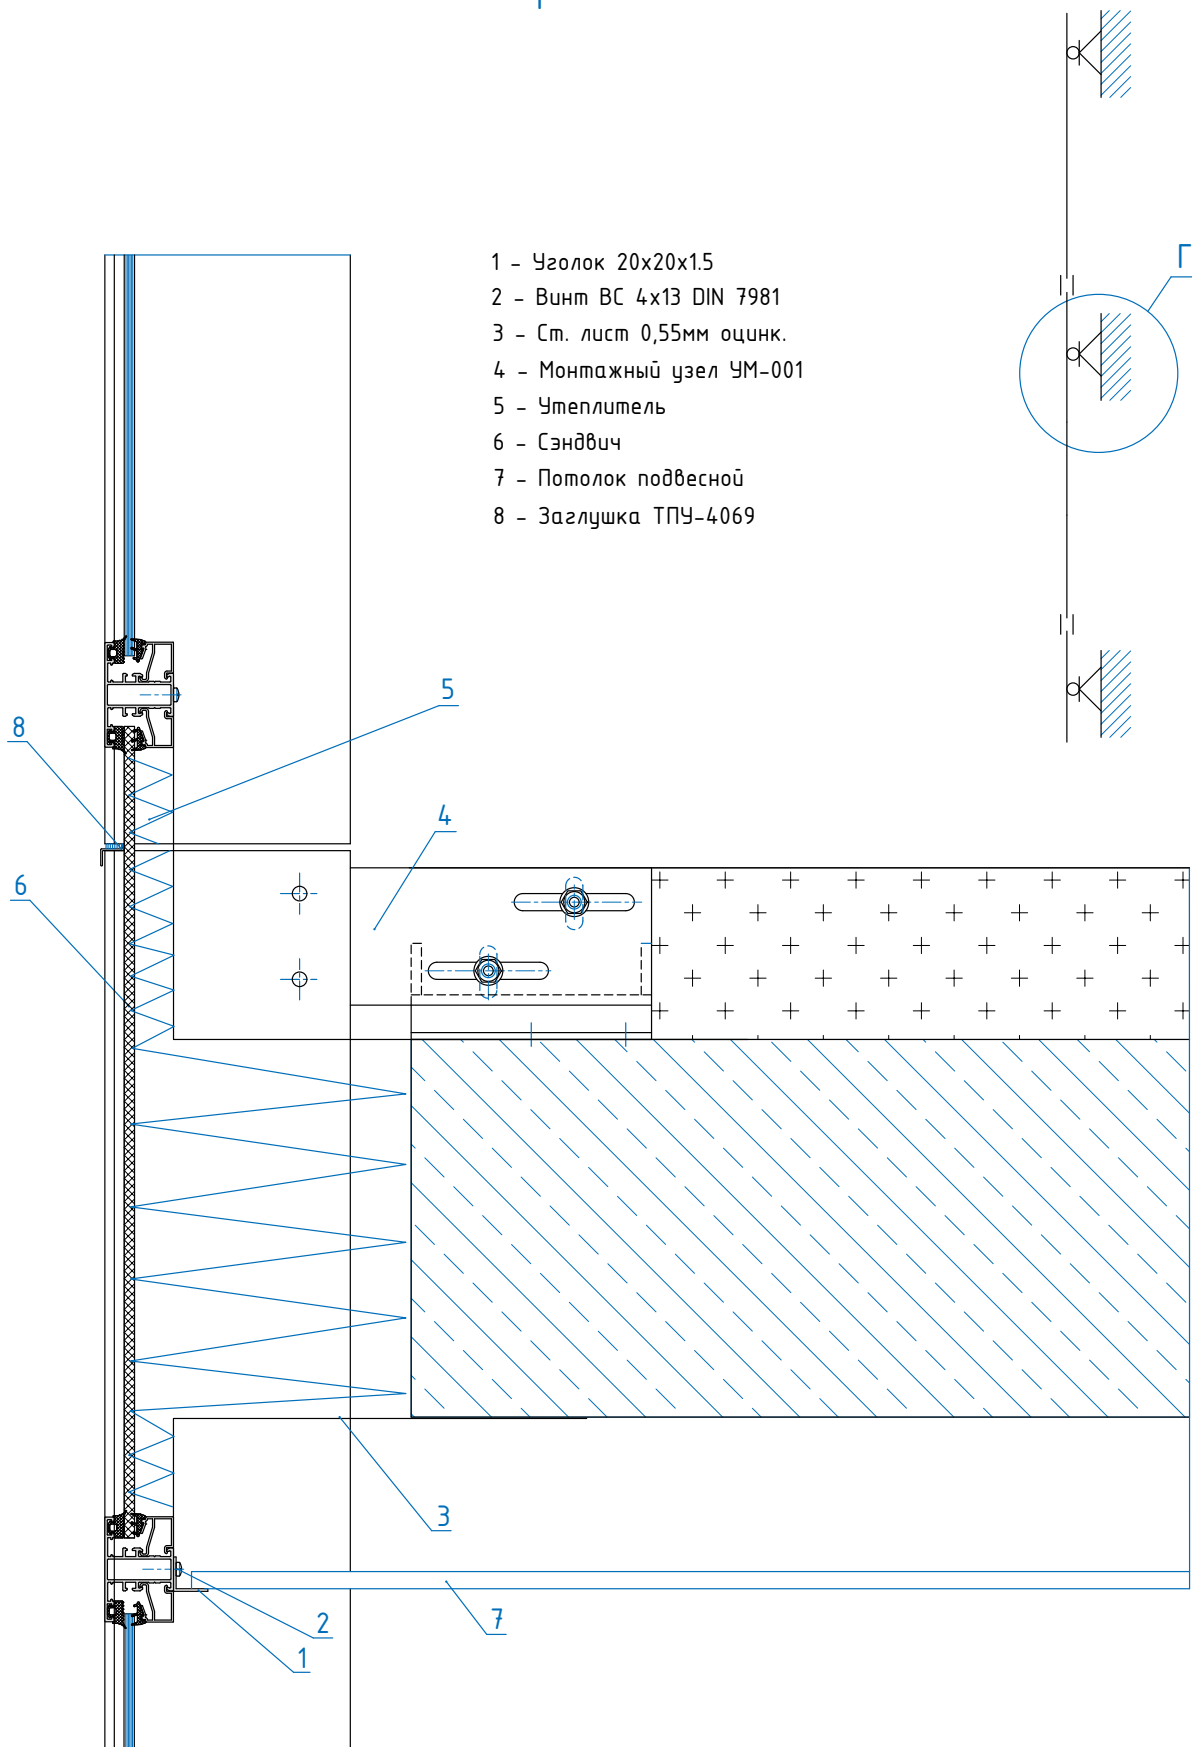 1 - Уголок 20х20х1.5
2 - Винт ВС 4х13 DIN 7981
3 - Ст. лист 0,55мм оцинк.
4 - Монтажный узел УМ-001
5 - Утеплитель
6 - Сэндвич
7 - Потолок подвесной
8 - Заглушка ТПУ-4069
Г
5
8
4
6
3
2
7
1